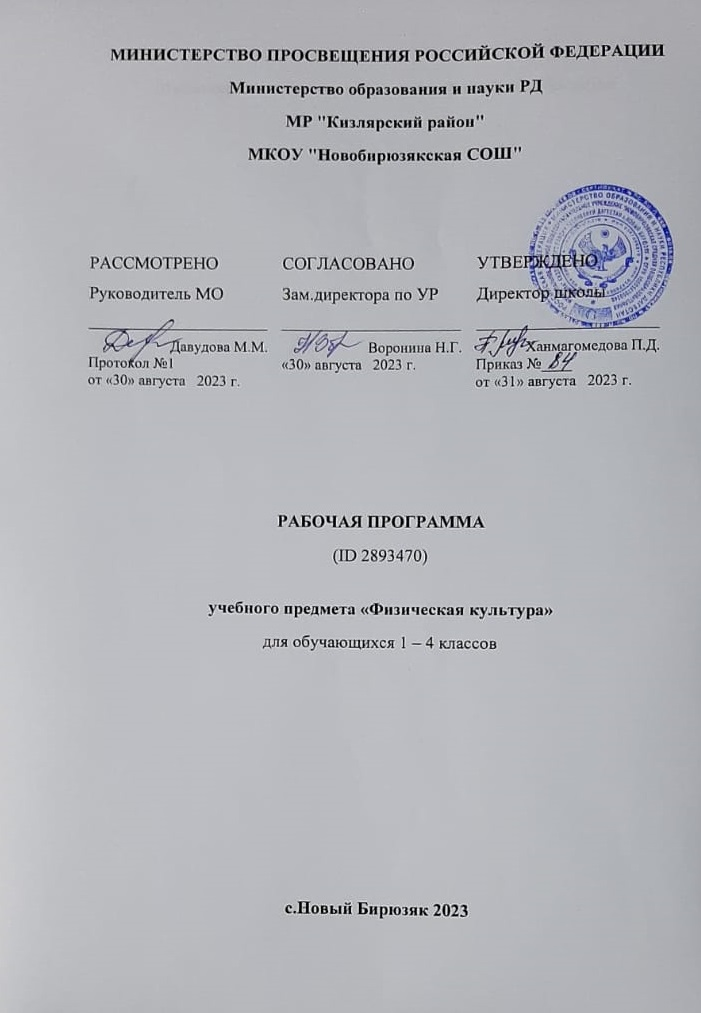 МИНИСТЕРСТВО ПРОСВЕЩЕНИЯ РОССИЙСКОЙ ФЕДЕРАЦИИ
Министерство образования и науки РД
МР "Кизлярский район"
МКОУ "Новобирюзякская СОШ"
РАССМОТРЕНО
Руководитель МО
Давудова М.М.
Протокол №1
от «30» августа 2023 г.
СОГЛАСОВАНО
Зам.директора по УР
Воронина Н.Г.
«30» августа 2023 г.
УТВЕРЖДЕНО
Директор школы
Ханмагомедова П.Д.
Приказ № 84
от «31» августа 2023 г.
РАБОЧАЯ ПРОГРАММА
(ID 2893470)
учебного предмета «Физическая культура»
для обучающихся 1 – 4 классов
с.Новый Бирюзяк 2023